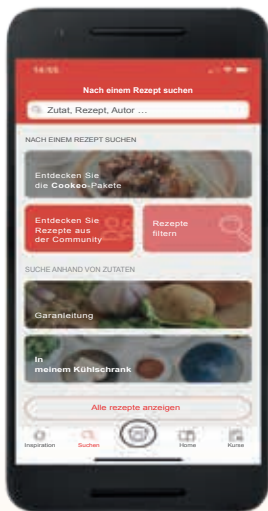 14:55
Nach einem Rezept suchen
Zutat, Rezept, Autor ...
NACH EINEM REZEPT SUCHEN
Entdecken Sie
die Cookeo-Pakete
Entdecken Sie
Rezepte aus
der Community
Rezepte
filtern
SUCHE ANHAND VON ZUTATEN
Garanleitung
In
meinem Kühlschrank
Alle rezepte anzeigen
Inspiration
Suchen
Home
Kurse